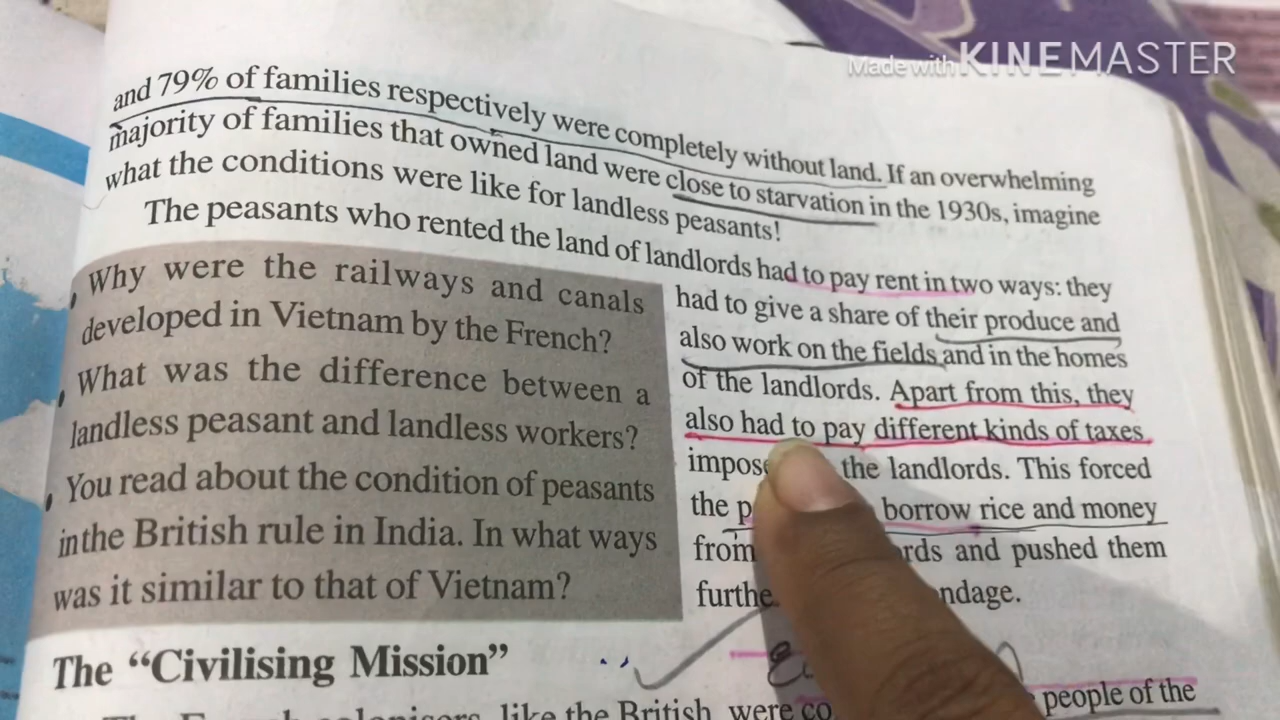 Made with KINEMASTER
and 79% of families respectively were completely without land. If an overwhelming
majority of families that owned land were close to starvation in the 1930s, imagine
what the conditions were like for landless peasants!
The peasants who rented the land of landlords had to pay rent in two ways: they
had to give a share of their produce and
also work on the fields and in the homes
of the landlords. Apart from this, they
also had to pay different kinds of taxes
the landlords. This forced
the borrow rice and money
from and pushed them
Why were the railways and canals
developed in Vietnam by the French?
What was the difference between a
landless peasant and landless workers?
You read about the condition of peasants
in the British rule in India. In what ways
was it similar to that of Vietnam?
The “Civilising Mission”
like the British were
people of the